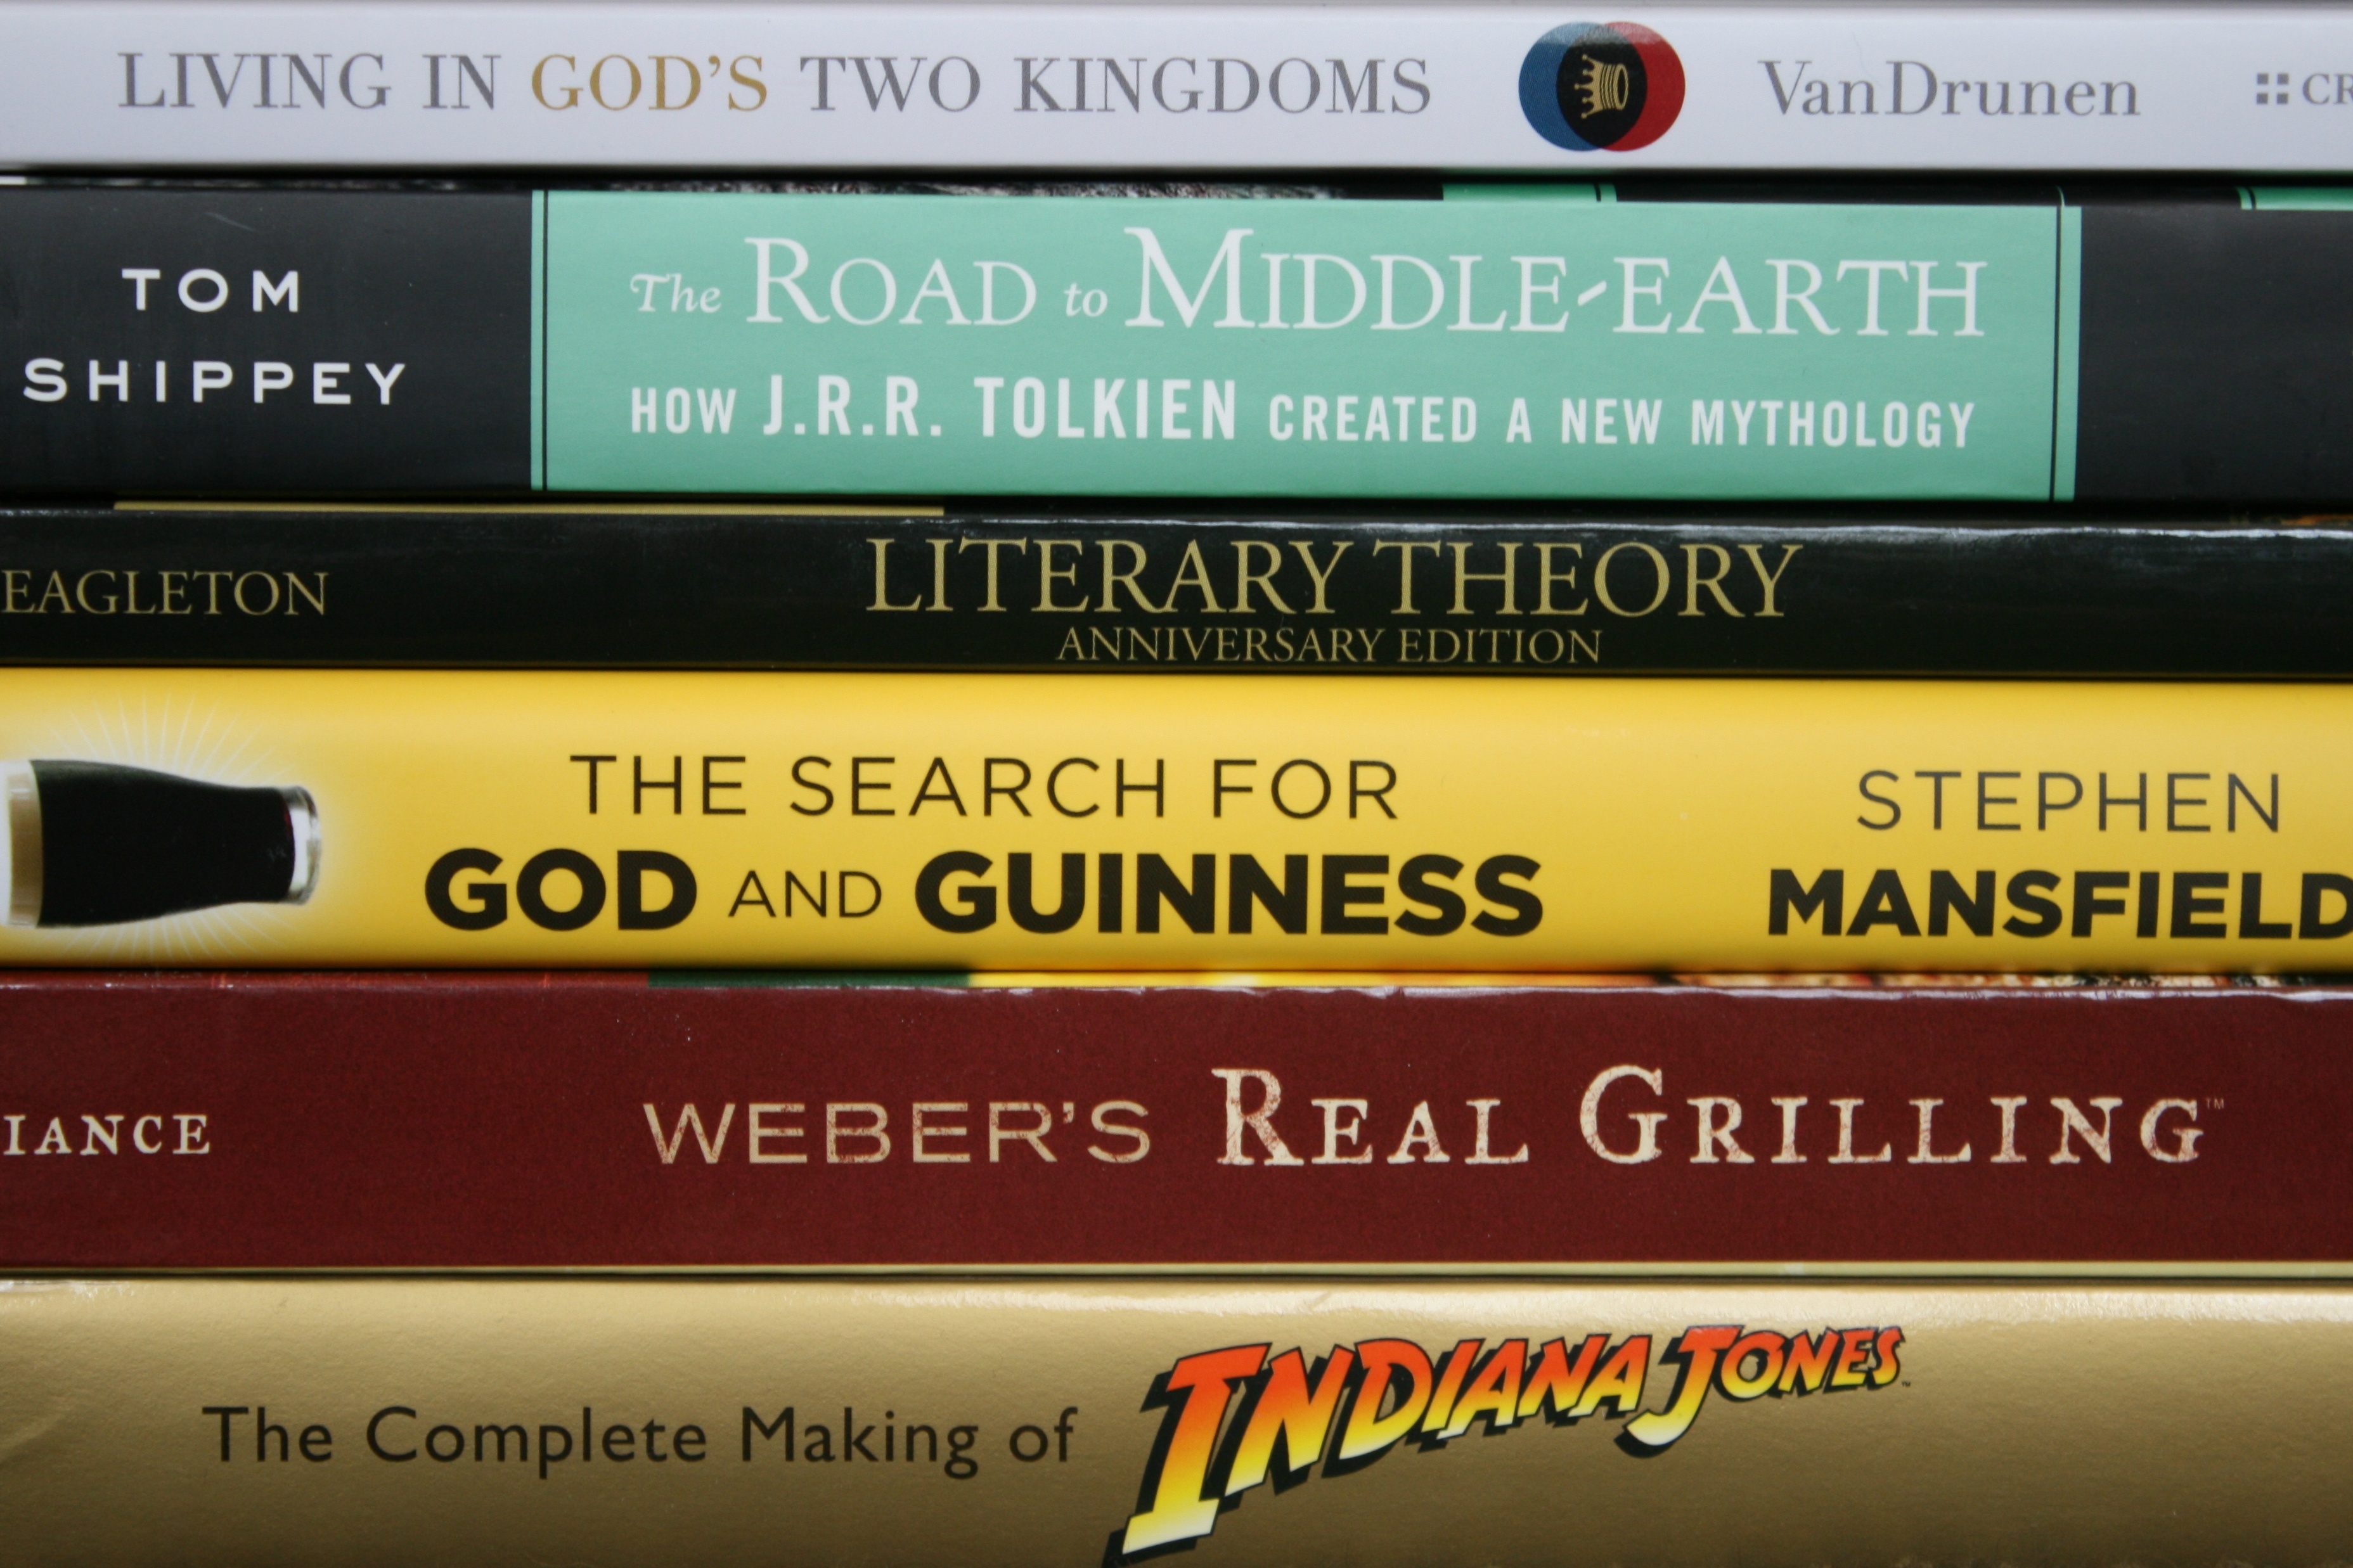 LIVING IN GOD'S TWO KINGDOMS VanDrunen CR
TOM
SHIPPEY
The ROAD to MIDDLE-EARTH
HOW J.R.R. TOLKIEN CREATED A NEW MYTHOLOGY
EAGLETON
LITERARY THEORY
ANNIVERSARY EDITION
THE SEARCH FOR
GOD AND GUINNESS
STEPHEN
MANSFIELD
IANCE WEBER'S REAL GRILLING™
The Complete Making of INDIANA JONES™